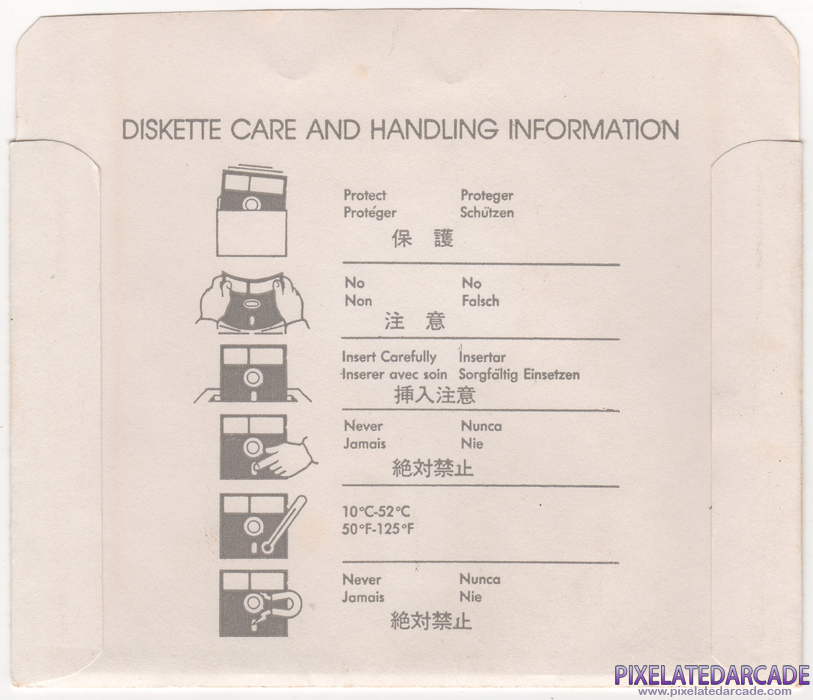 DISKETTE CARE AND HANDLING INFORMATION
Protect Proteger
Protéger Schützen
保 護
No No
Non Falsch
注 意
Insert Carefully Insertar
Inserer avec soin Sorgfältig Einsetzen
挿入注意
Never Nunca
Jamais Nie
絶対禁止
10°C-52°C
50°F-125°F
Never Nunca
Jamais Nie
絶対禁止
PIXELATEDARCADE
www.pixelatedarcade.com